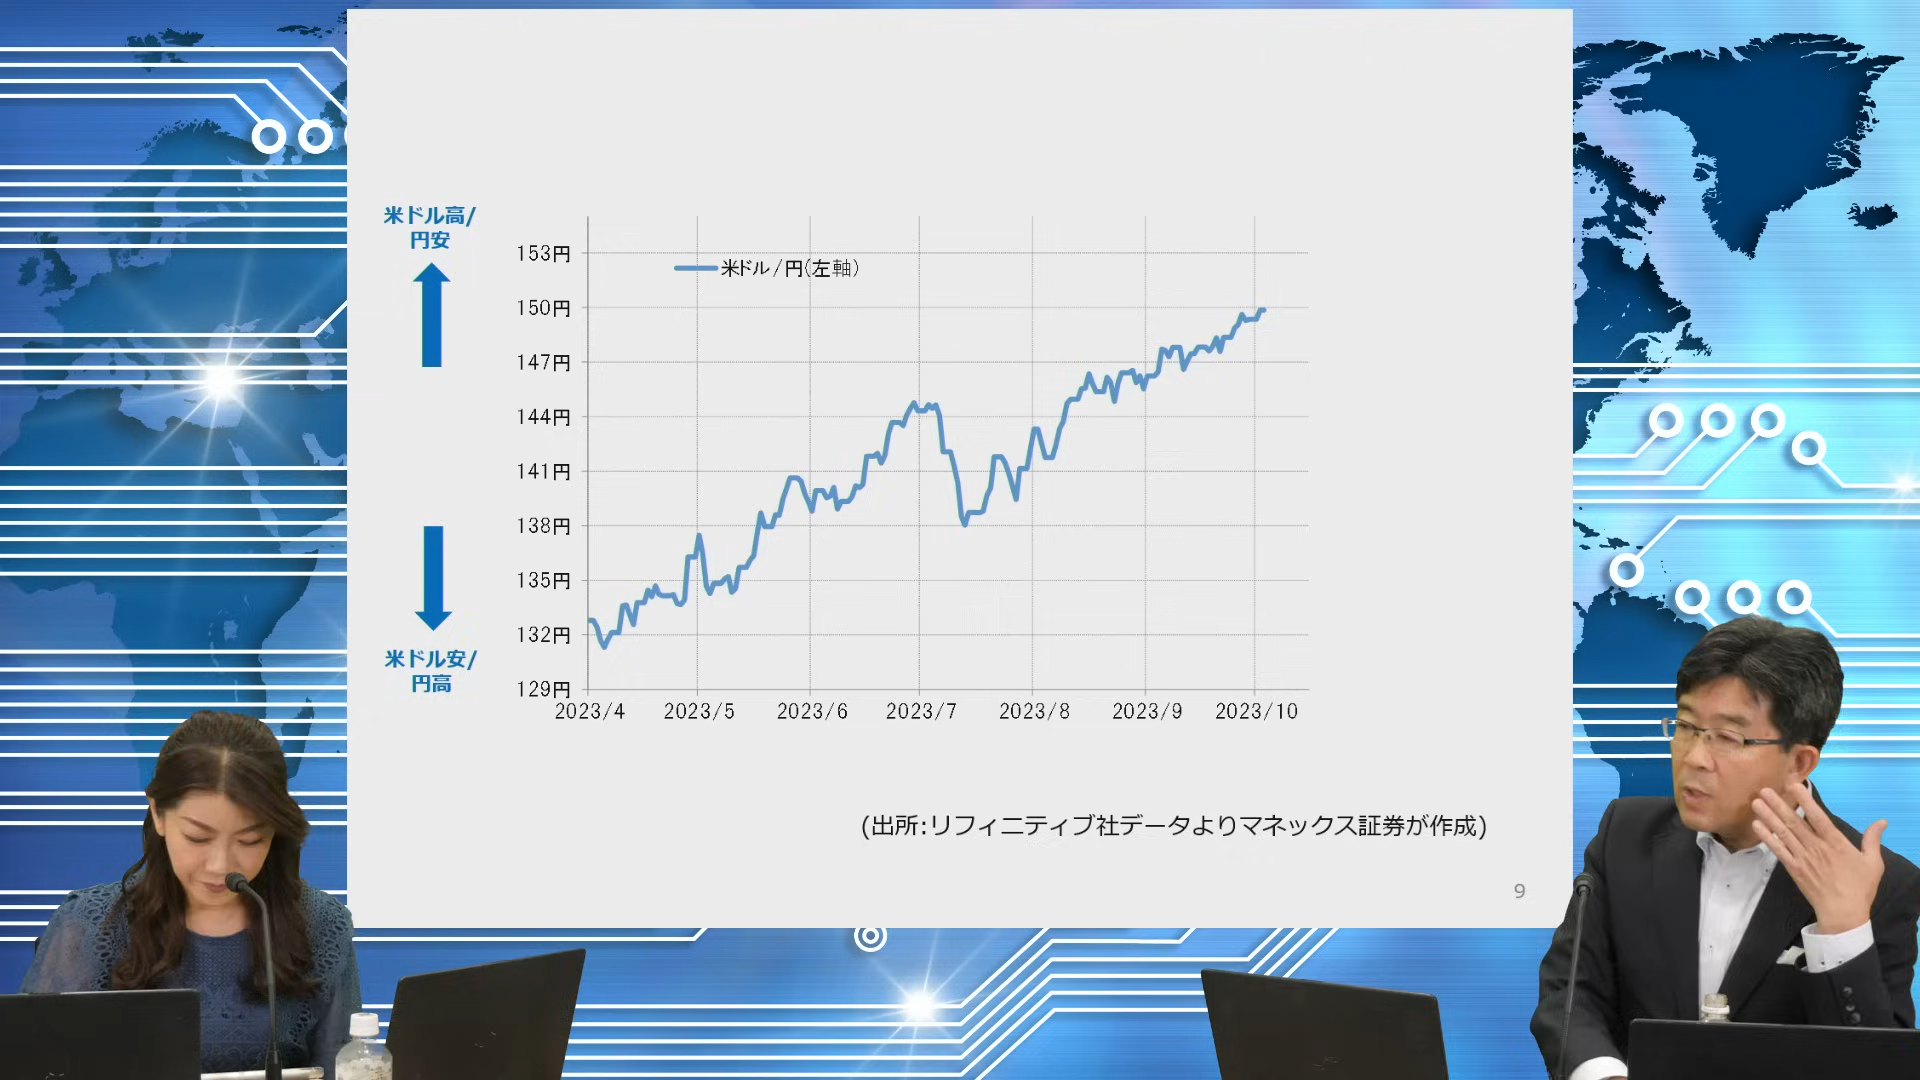 米ドル高/
円安
153円
米ドル/円(左軸)
150円
147円
144円
141円
138円
135円
132円
129円
米ドル安/
円高
2023/4 2023/5 2023/6 2023/7 2023/8 2023/9 2023/10
(出所:リフィニティブ社データよりマネックス証券が作成)
9